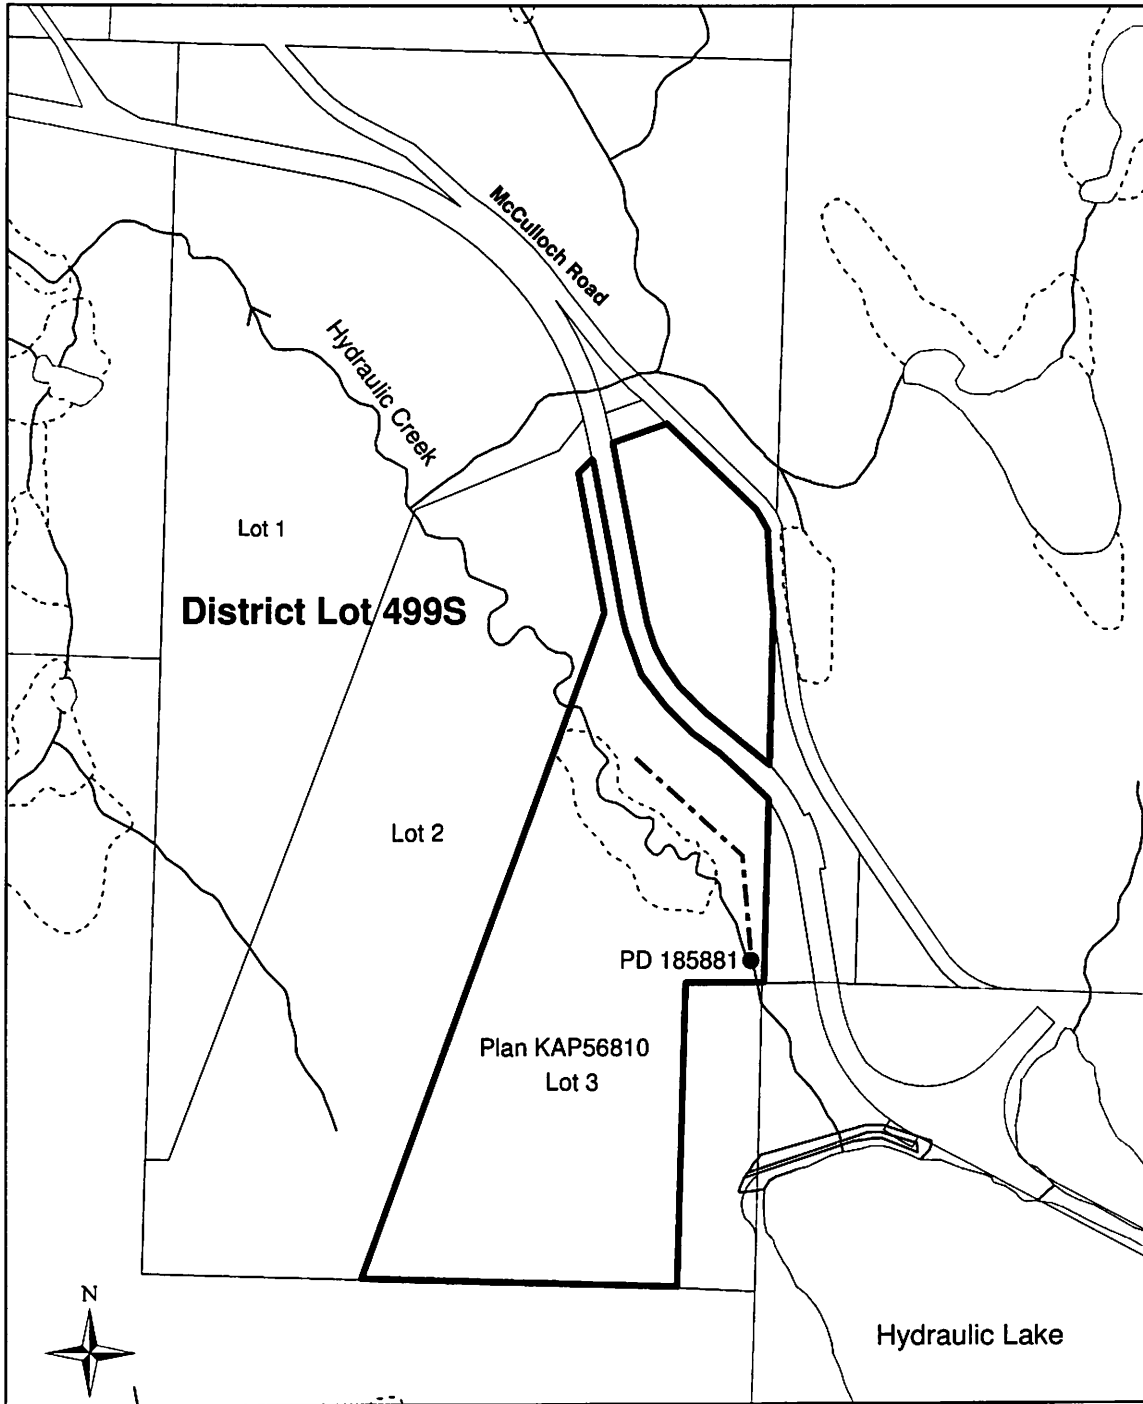 McCulloch Road
Hydraulic Creek
Lot 1
District Lot 499S
Lot 2
PD 185881
Plan KAP56810
Lot 3
N
Hydraulic Lake